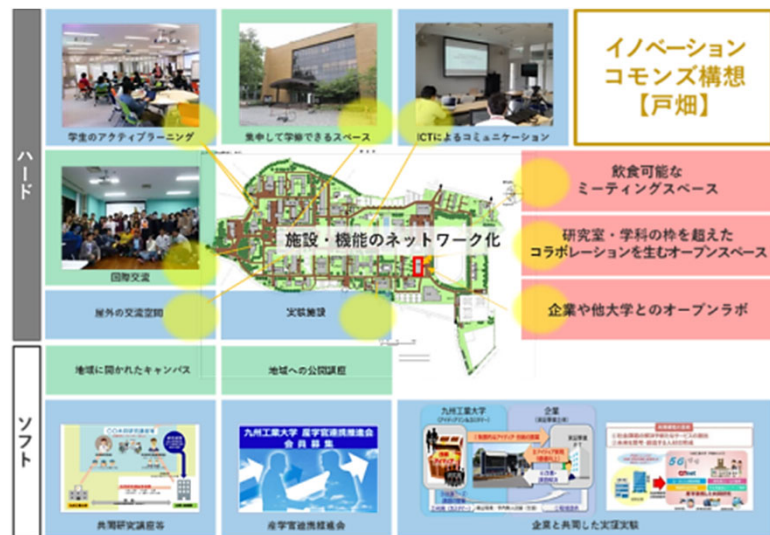 イノベーション
コモンズ構想
【戸畑】
ハード
学生のアクティブラーニング
集中して学修できるスペース
ICTによるコミュニケーション
飲食可能な
ミーティングスペース
施設・機能のネットワーク化
研究室・学科の枠を超えた
コラボレーションを生むオープンスペース
国際交流
屋外の交流空間
実験施設
企業や他大学とのオープンラボ
ソフト
地域に開かれたキャンパス
地域への公開講座
九州工業大学 産学官連携推進会
会員募集
九州工業大学
企業
共同研究講座等
産学官連携推進会
企業と共同した実証実験